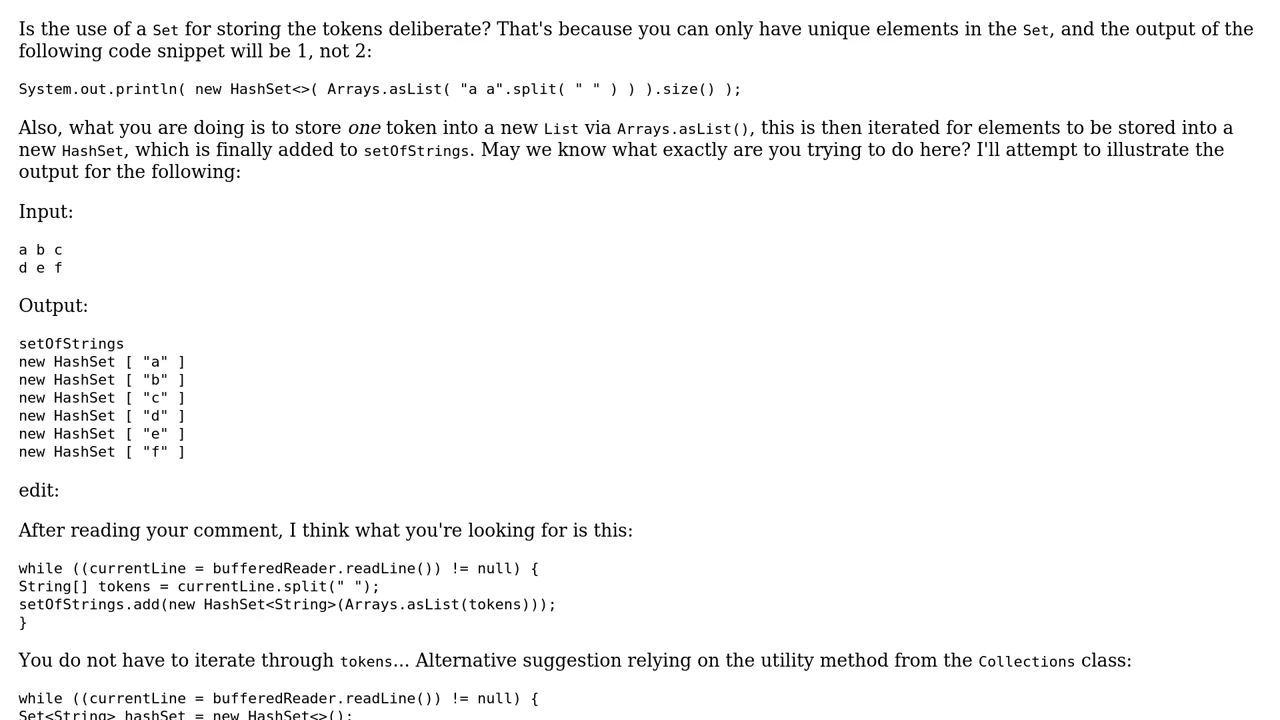 Is the use of a Set for storing the tokens deliberate? That's because you can only have unique elements in the Set, and the output of the
following code snippet will be 1, not 2:
System.out.println( new HashSet<>( Arrays.asList( "a a".split( " " ) ) ).size() );
Also, what you are doing is to store one token into a new List via Arrays.asList(), this is then iterated for elements to be stored into a
new HashSet, which is finally added to setOfStrings. May we know what exactly are you trying to do here? I'll attempt to illustrate the
output for the following:
Input:
a b c
d e f
Output:
setOfStrings
new HashSet [ "a" ]
new HashSet [ "b" ]
new HashSet [ "c" ]
new HashSet [ "d" ]
new HashSet [ "e" ]
new HashSet [ "f" ]
edit:
After reading your comment, I think what you're looking for is this:
while ((currentLine = bufferedReader.readLine()) != null) {
String[] tokens = currentLine.split(" ");
setOfStrings.add(new HashSet<String>(Arrays.asList(tokens)));
}
You do not have to iterate through tokens... Alternative suggestion relying on the utility method from the Collections class:
while ((currentLine = bufferedReader.readLine()) != null) {
Set<String> hashSet = new HashSet<>();